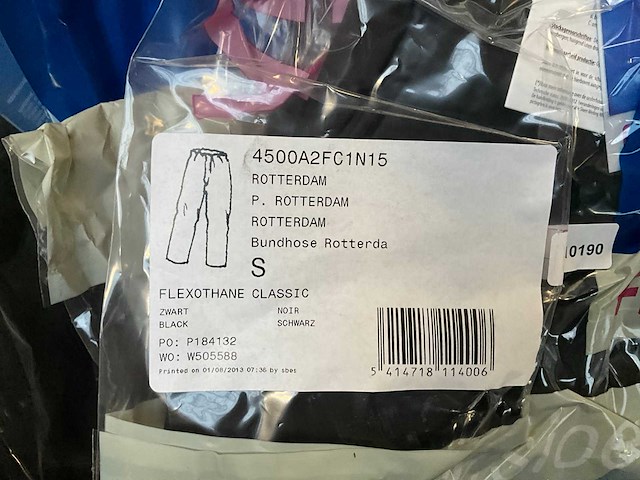 4500A2FC1N15
ROTTERDAM
P. ROTTERDAM
ROTTERDAM
Bundhose Rotterda
S
FLEXOTHANE CLASSIC
ZWART NOIR
BLACK SCHWARZ
PO: P184132
WO: W505588
Printed on 01/08/2013 07:36 by sbes
5 414718 114006
10190